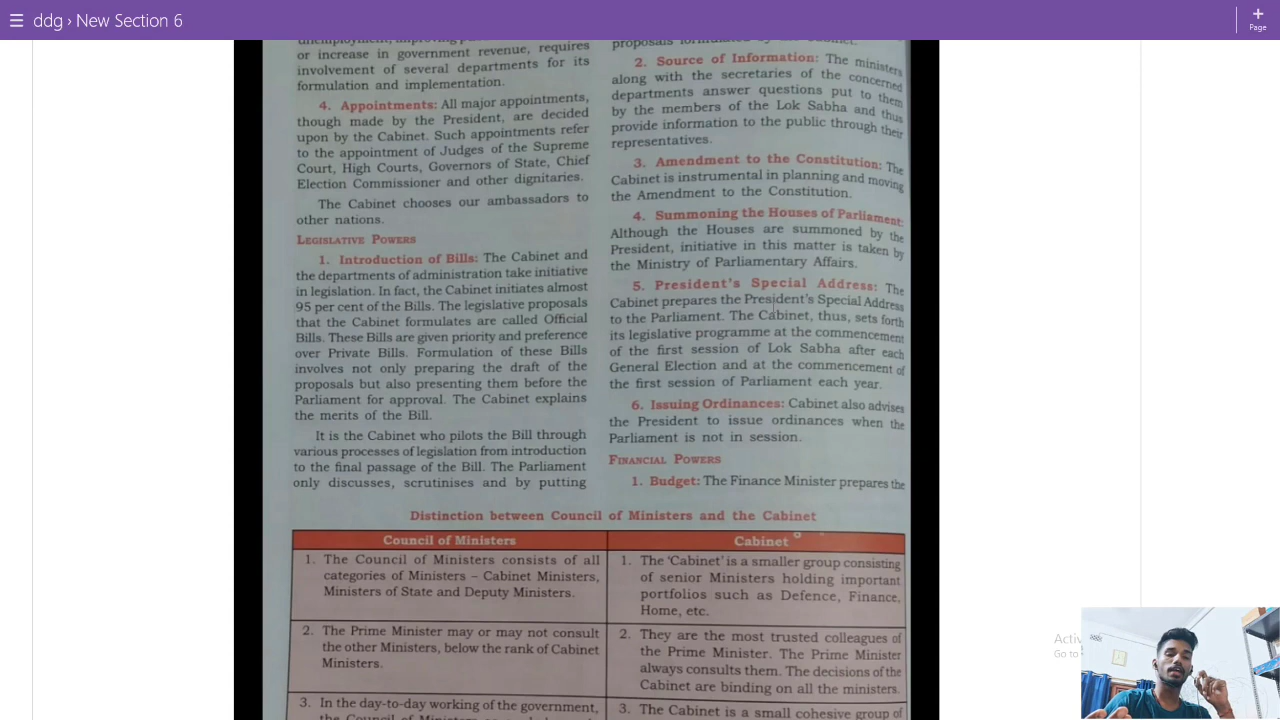 ddg › New Section 6
Page
or increase in government revenue, requires
involvement of several departments for its
formulation and implementation.
4. Appointments: All major appointments,
though made by the President, are decided
upon by the Cabinet. Such appointments refer
to the appointment of Judges of the Supreme
Court, High Courts, Governors of State, Chief
Election Commissioner and other dignitaries.
The Cabinet chooses our ambassadors to
other nations.
LEGISLATIVE POWERS
1. Introduction of Bills: The Cabinet and
the departments of administration take initiative
in legislation. In fact, the Cabinet initiates almost
95 per cent of the Bills. The legislative proposals
that the Cabinet formulates are called Official
Bills. These Bills are given priority and preference
over Private Bills. Formulation of these Bills
involves not only preparing the draft of the
proposals but also presenting them before the
Parliament for approval. The Cabinet explains
the merits of the Bill.
It is the Cabinet who pilots the Bill through
various processes of legislation from introduction
to the final passage of the Bill. The Parliament
only discusses, scrutinises and by putting
2. Source of Information: The ministers
along with the secretaries of the concerned
departments answer questions put to them
by the members of the Lok Sabha and thus
provide information to the public through their
representatives.
3. Amendment to the Constitution: The
Cabinet is instrumental in planning and moving
the Amendment to the Constitution.
4. Summoning the Houses of Parliament:
Although the Houses are summoned by the
President, initiative in this matter is taken by
the Ministry of Parliamentary Affairs.
5. President's Special Address: The
Cabinet prepares the President's Special Address
to the Parliament. The Cabinet, thus, sets forth
its legislative programme at the commencement
of the first session of Lok Sabha after each
General Election and at the commencement of
the first session of Parliament each year.
6. Issuing Ordinances: Cabinet also advises
the President to issue ordinances when the
Parliament is not in session.
FINANCIAL POWERS
1. Budget: The Finance Minister prepares the
Distinction between Council of Ministers and the Cabinet
Council of Ministers
Cabinet
1. The Council of Ministers consists of all
categories of Ministers – Cabinet Ministers,
Ministers of State and Deputy Ministers.
1. The 'Cabinet' is a smaller group consisting
of senior Ministers holding important
portfolios such as Defence, Finance,
Home, etc.
2. The Prime Minister may or may not consult
the other Ministers, below the rank of Cabinet
Ministers.
2. They are the most trusted colleagues of
the Prime Minister. The Prime Minister
always consults them. The decisions of the
Cabinet are binding on all the ministers.
3. In the day-to-day working of the government,
3. The Cabinet is a small cohesive group of
Go to